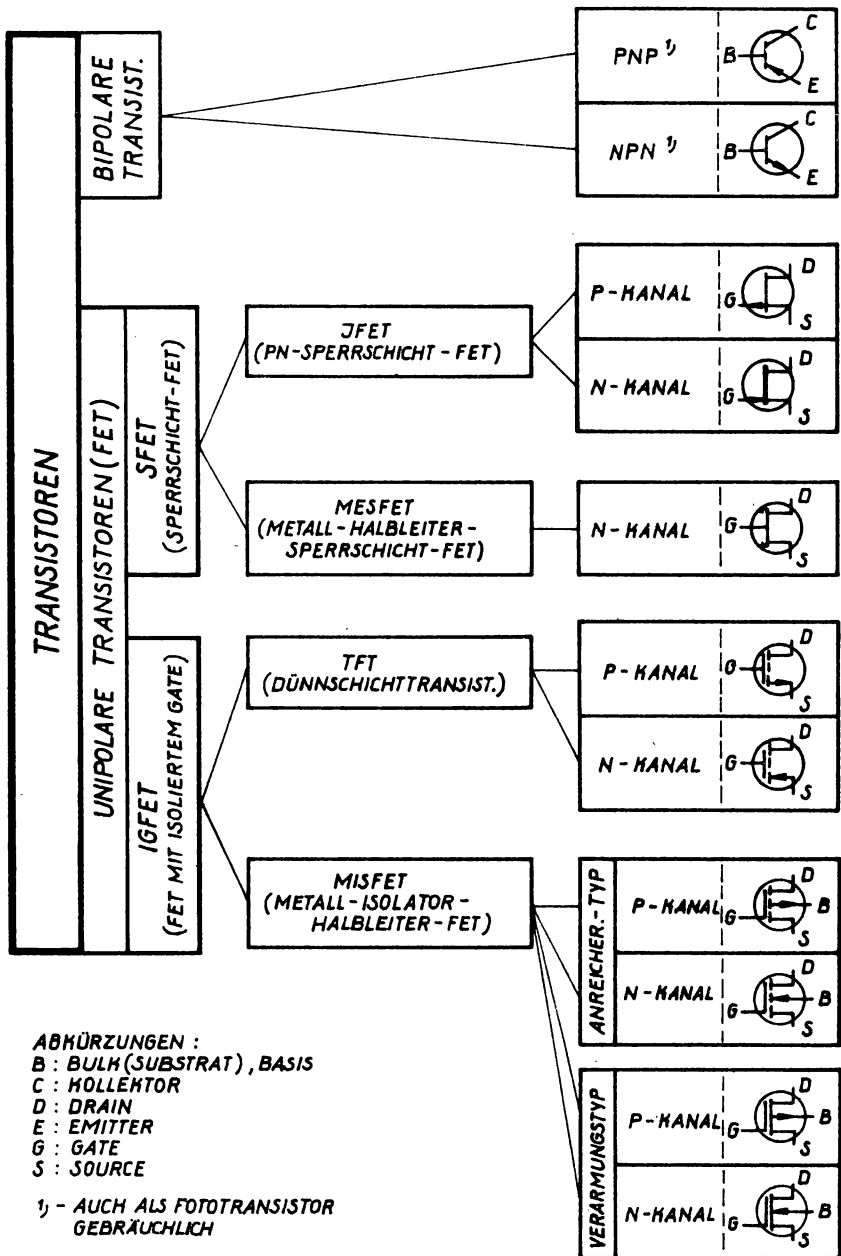 TRANSISTOREN
BIPOLARE
TRANSIST.
PNP 1)
B
C
E
NPN 1)
B
C
E
UNIPOLARE TRANSISTOREN (FET)
SFET
(SPERRSCHICHT-FET)
JFET
(PN-SPERRSCHICHT-FET)
P-KANAL
G
D
S
N-KANAL
G
D
S
MESFET
(METALL-HALBLEITER-
SPERRSCHICHT-FET)
N-KANAL
G
D
S
IGFET
(FET MIT ISOLIERTEM GATE)
TFT
(DÜNNSCHICHTTRANSIST.)
P-KANAL
G
D
S
N-KANAL
G
D
S
MISFET
(METALL-ISOLATOR-
HALBLEITER-FET)
ANREICHER.-TYP
P-KANAL
G
D
B
S
N-KANAL
G
D
B
S
VERARMUNGSTYP
P-KANAL
G
D
B
S
N-KANAL
G
D
B
S
ABKÜRZUNGEN :
B : BULK (SUBSTRAT), BASIS
C : KOLLEKTOR
D : DRAIN
E : EMITTER
G : GATE
S : SOURCE
1) - AUCH ALS FOTOTRANSISTOR
GEBRÄUCHLICH